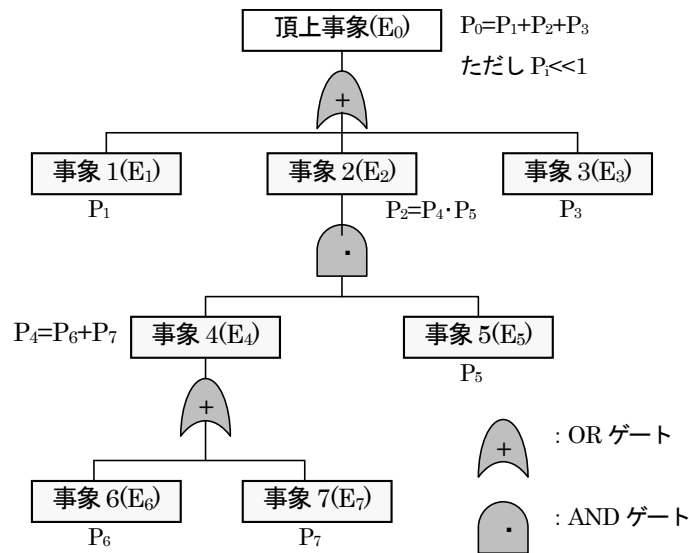 頂上事象(E₀)
P₀=P₁+P₂+P₃
ただし Pᵢ<<1
+
事象 1(E₁)
事象 2(E₂)
事象 3(E₃)
P₁
P₂=P₄·P₅
P₃
·
P₄=P₆+P₇
事象 4(E₄)
事象 5(E₅)
P₅
+
+
: OR ゲート
事象 6(E₆)
事象 7(E₇)
P₆
P₇
·
: AND ゲート